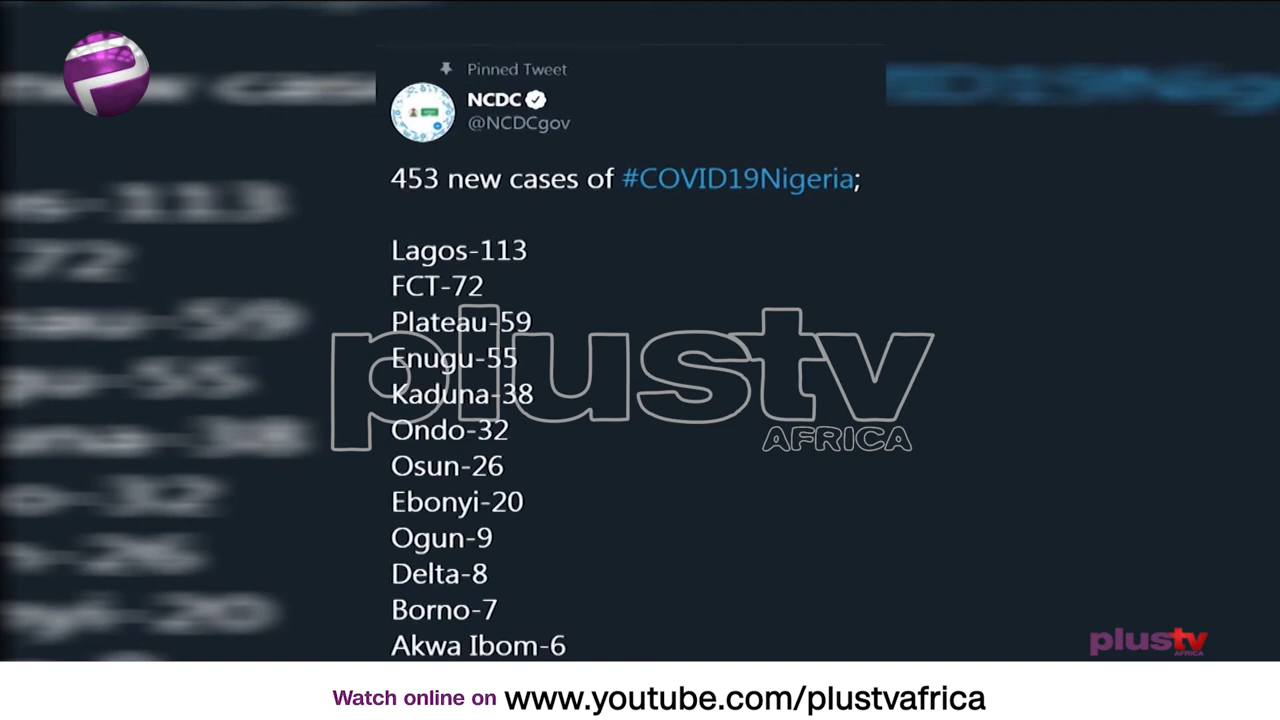 Pinned Tweet
NCDC
@NCDCgov
453 new cases of #COVID19Nigeria;
Lagos-113
FCT-72
Plateau-59
Enugu-55
Kaduna-38
Ondo-32
Osun-26
Ebonyi-20
Ogun-9
Delta-8
Borno-7
Akwa Ibom-6
plustv
AFRICA
plustv
AFRICA
Watch online on www.youtube.com/plustvafrica